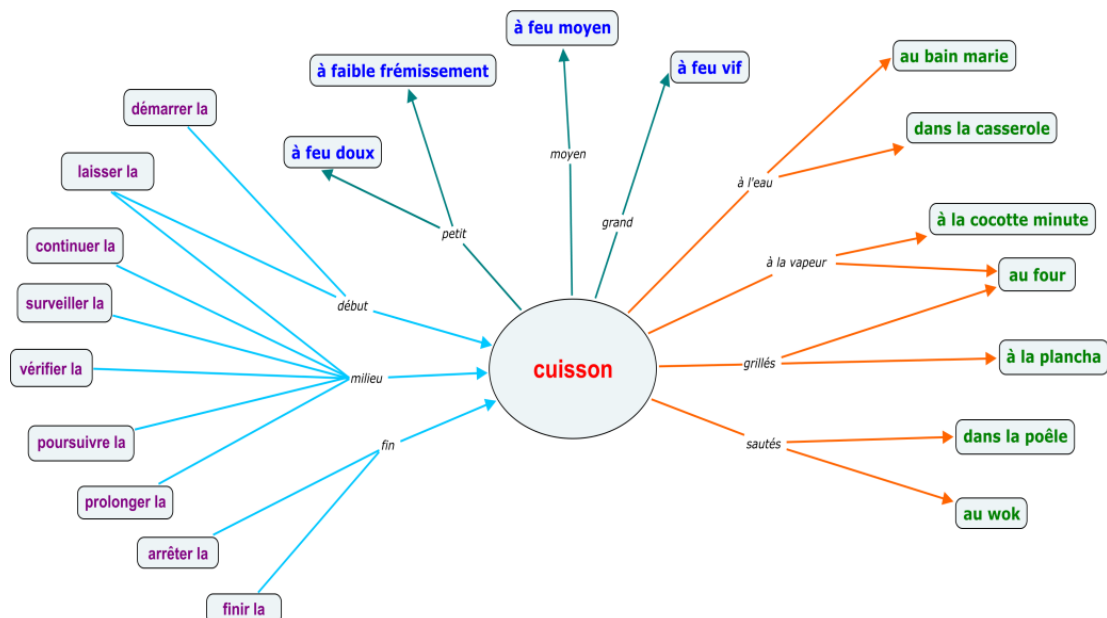 à feu moyen
à faible frémissement
à feu vif
au bain marie
démarrer la
dans la casserole
à feu doux
moyen
laisser la
à l'eau
à la cocotte minute
grand
petit
continuer la
à la vapeur
au four
surveiller la
début
à la plancha
grillés
cuisson
vérifier la
milieu
dans la poêle
poursuivre la
fin
sautés
prolonger la
au wok
arrêter la
finir la